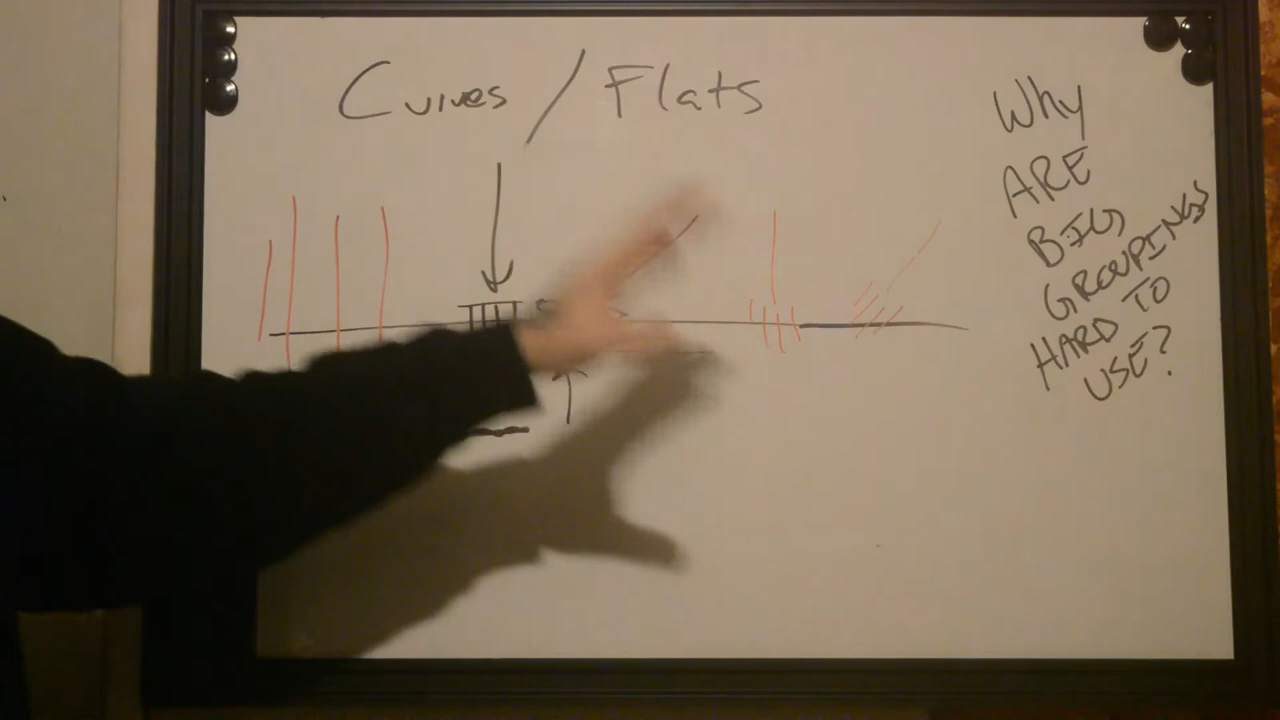 Curves / Flats
Why
ARE
BIG
GROUPINGS
HARD TO
USE?